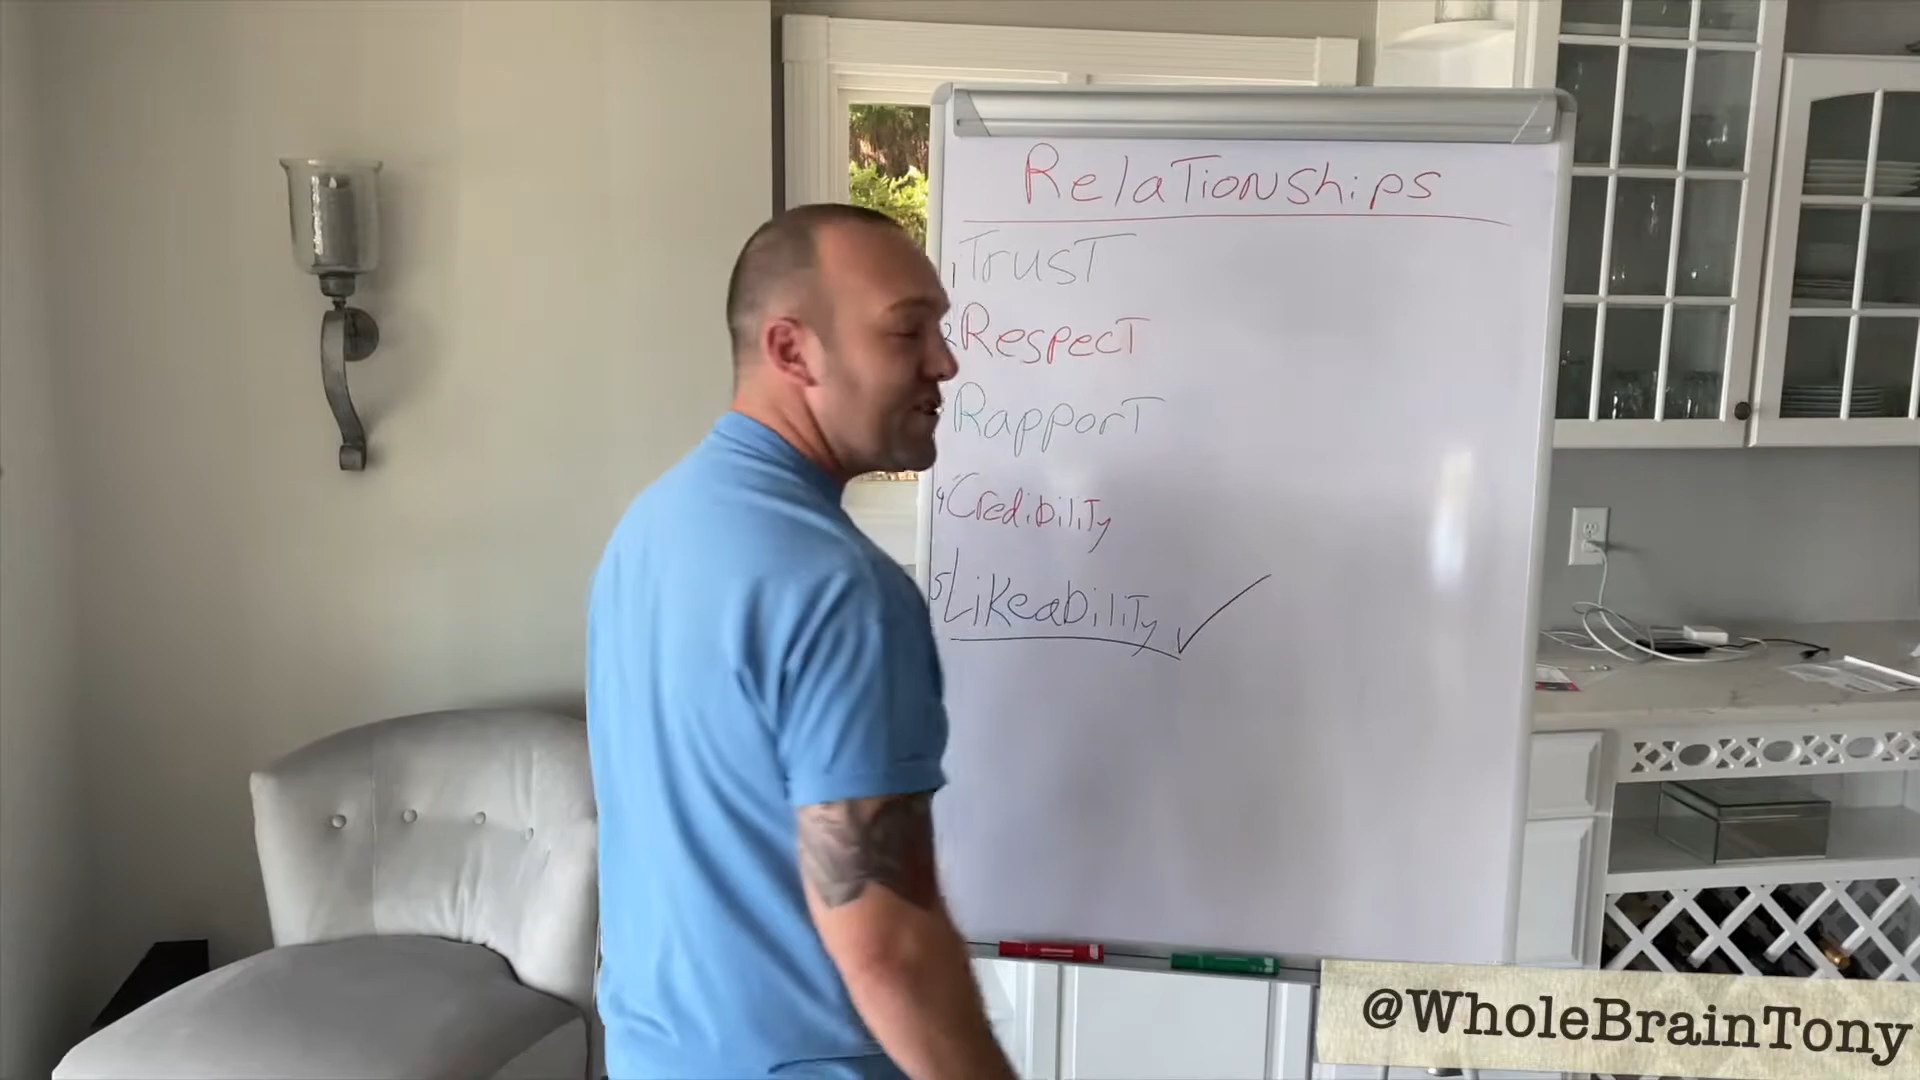 Relationships
1 Trust
2 Respect
Rapport
4 Credibility
5 Likeability ✓
@WholeBrainTony